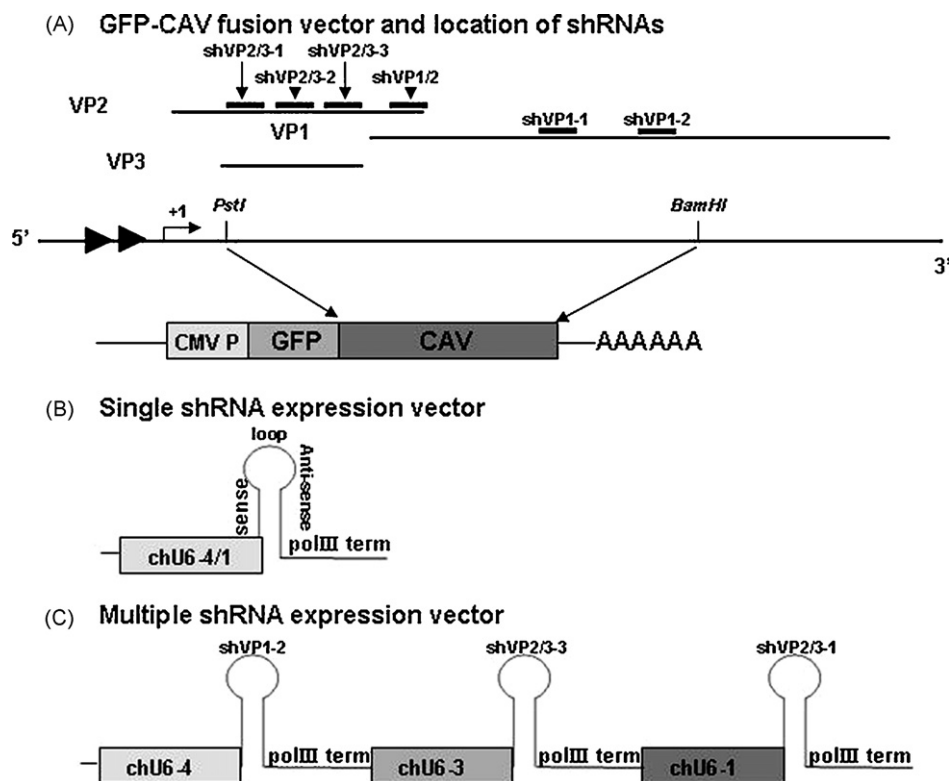 (A) GFP-CAV fusion vector and location of shRNAs
shVP2/3-1 shVP2/3-3
shVP2/3-2 shVP1/2
VP2
VP1 shVP1-1 shVP1-2
VP3
+1 PstI BamHI
5’ 3’
CMV P GFP CAV AAAAAA
(B) Single shRNA expression vector
loop
sense Anti-sense
chU6-4/1 polIII term
(C) Multiple shRNA expression vector
shVP1-2 shVP2/3-3 shVP2/3-1
chU6-4 polIII term chU6-3 polIII term chU6-1 polIII term